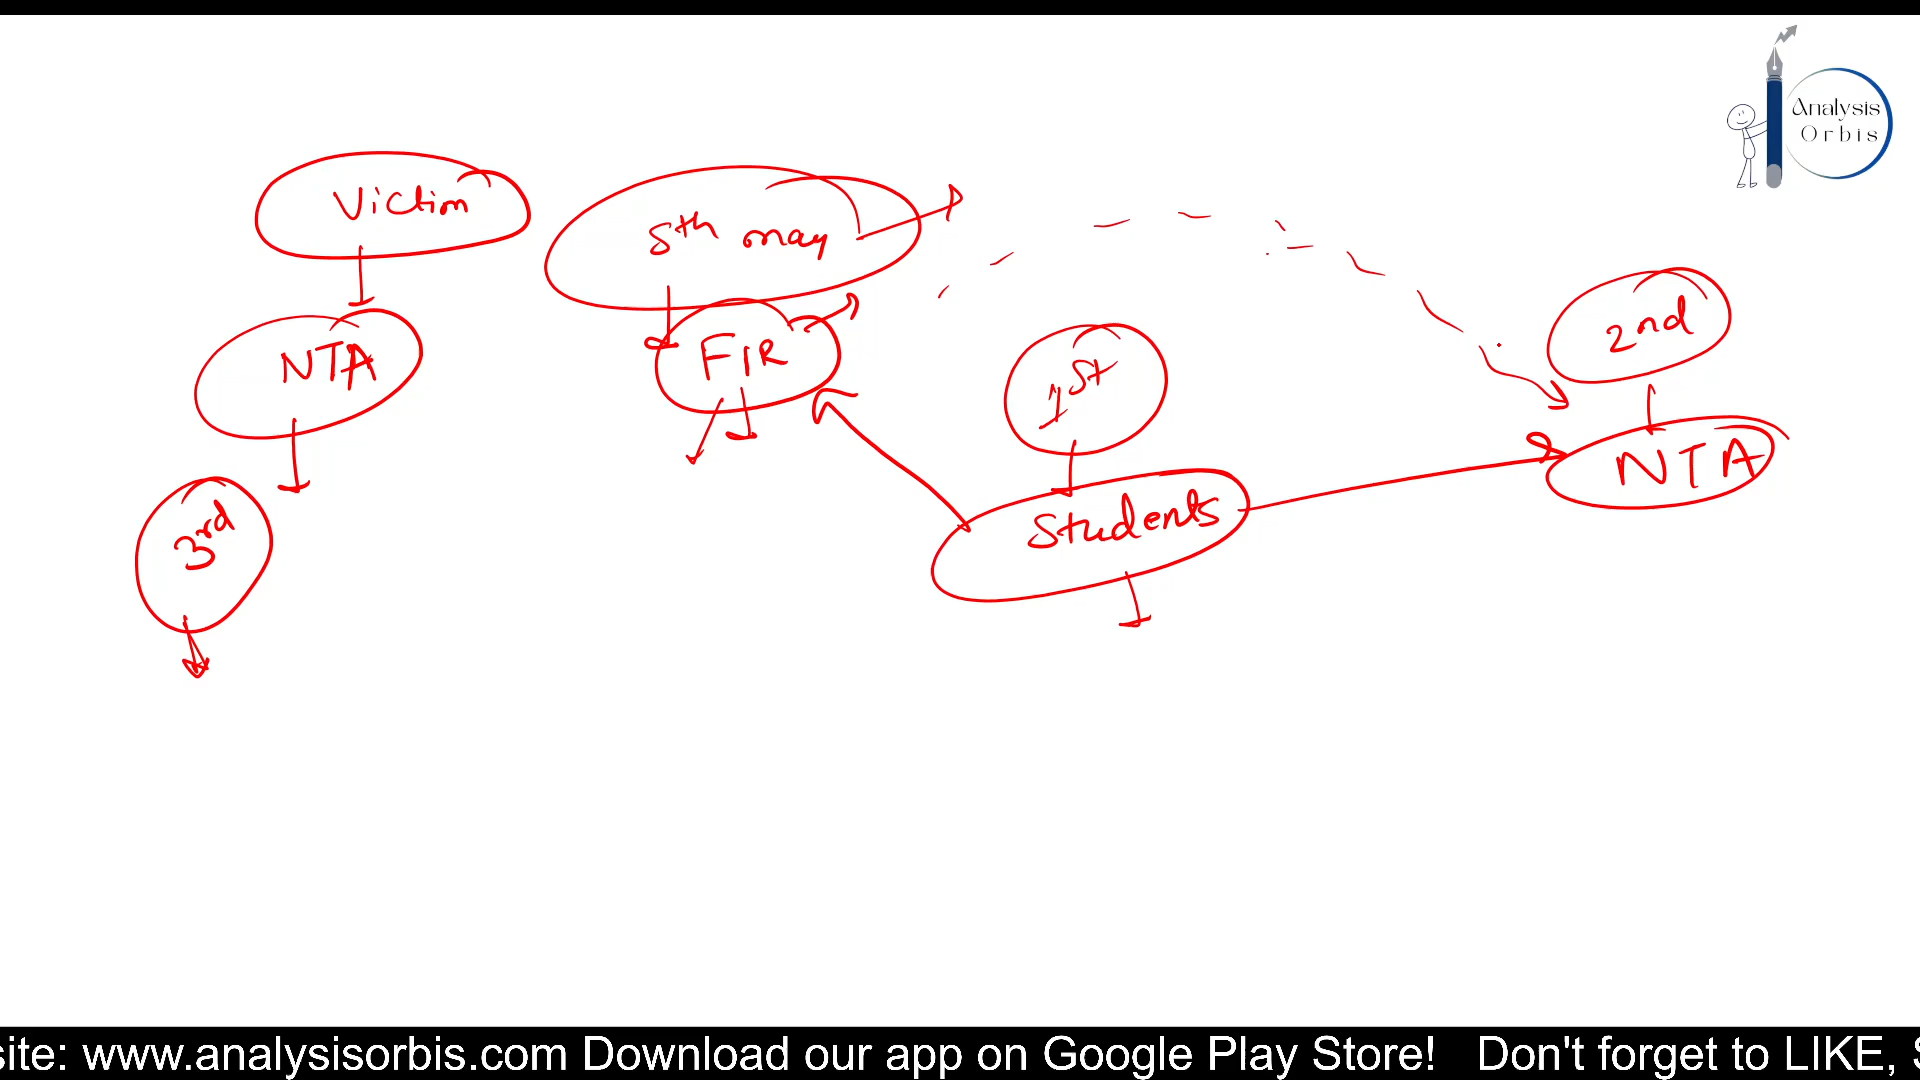 Analysis
Orbis
Victim
5th may
NTA
FIR
1st
2nd
NTA
3rd
Students
site: www.analysisorbis.com Download our app on Google Play Store! Don't forget to LIKE, S